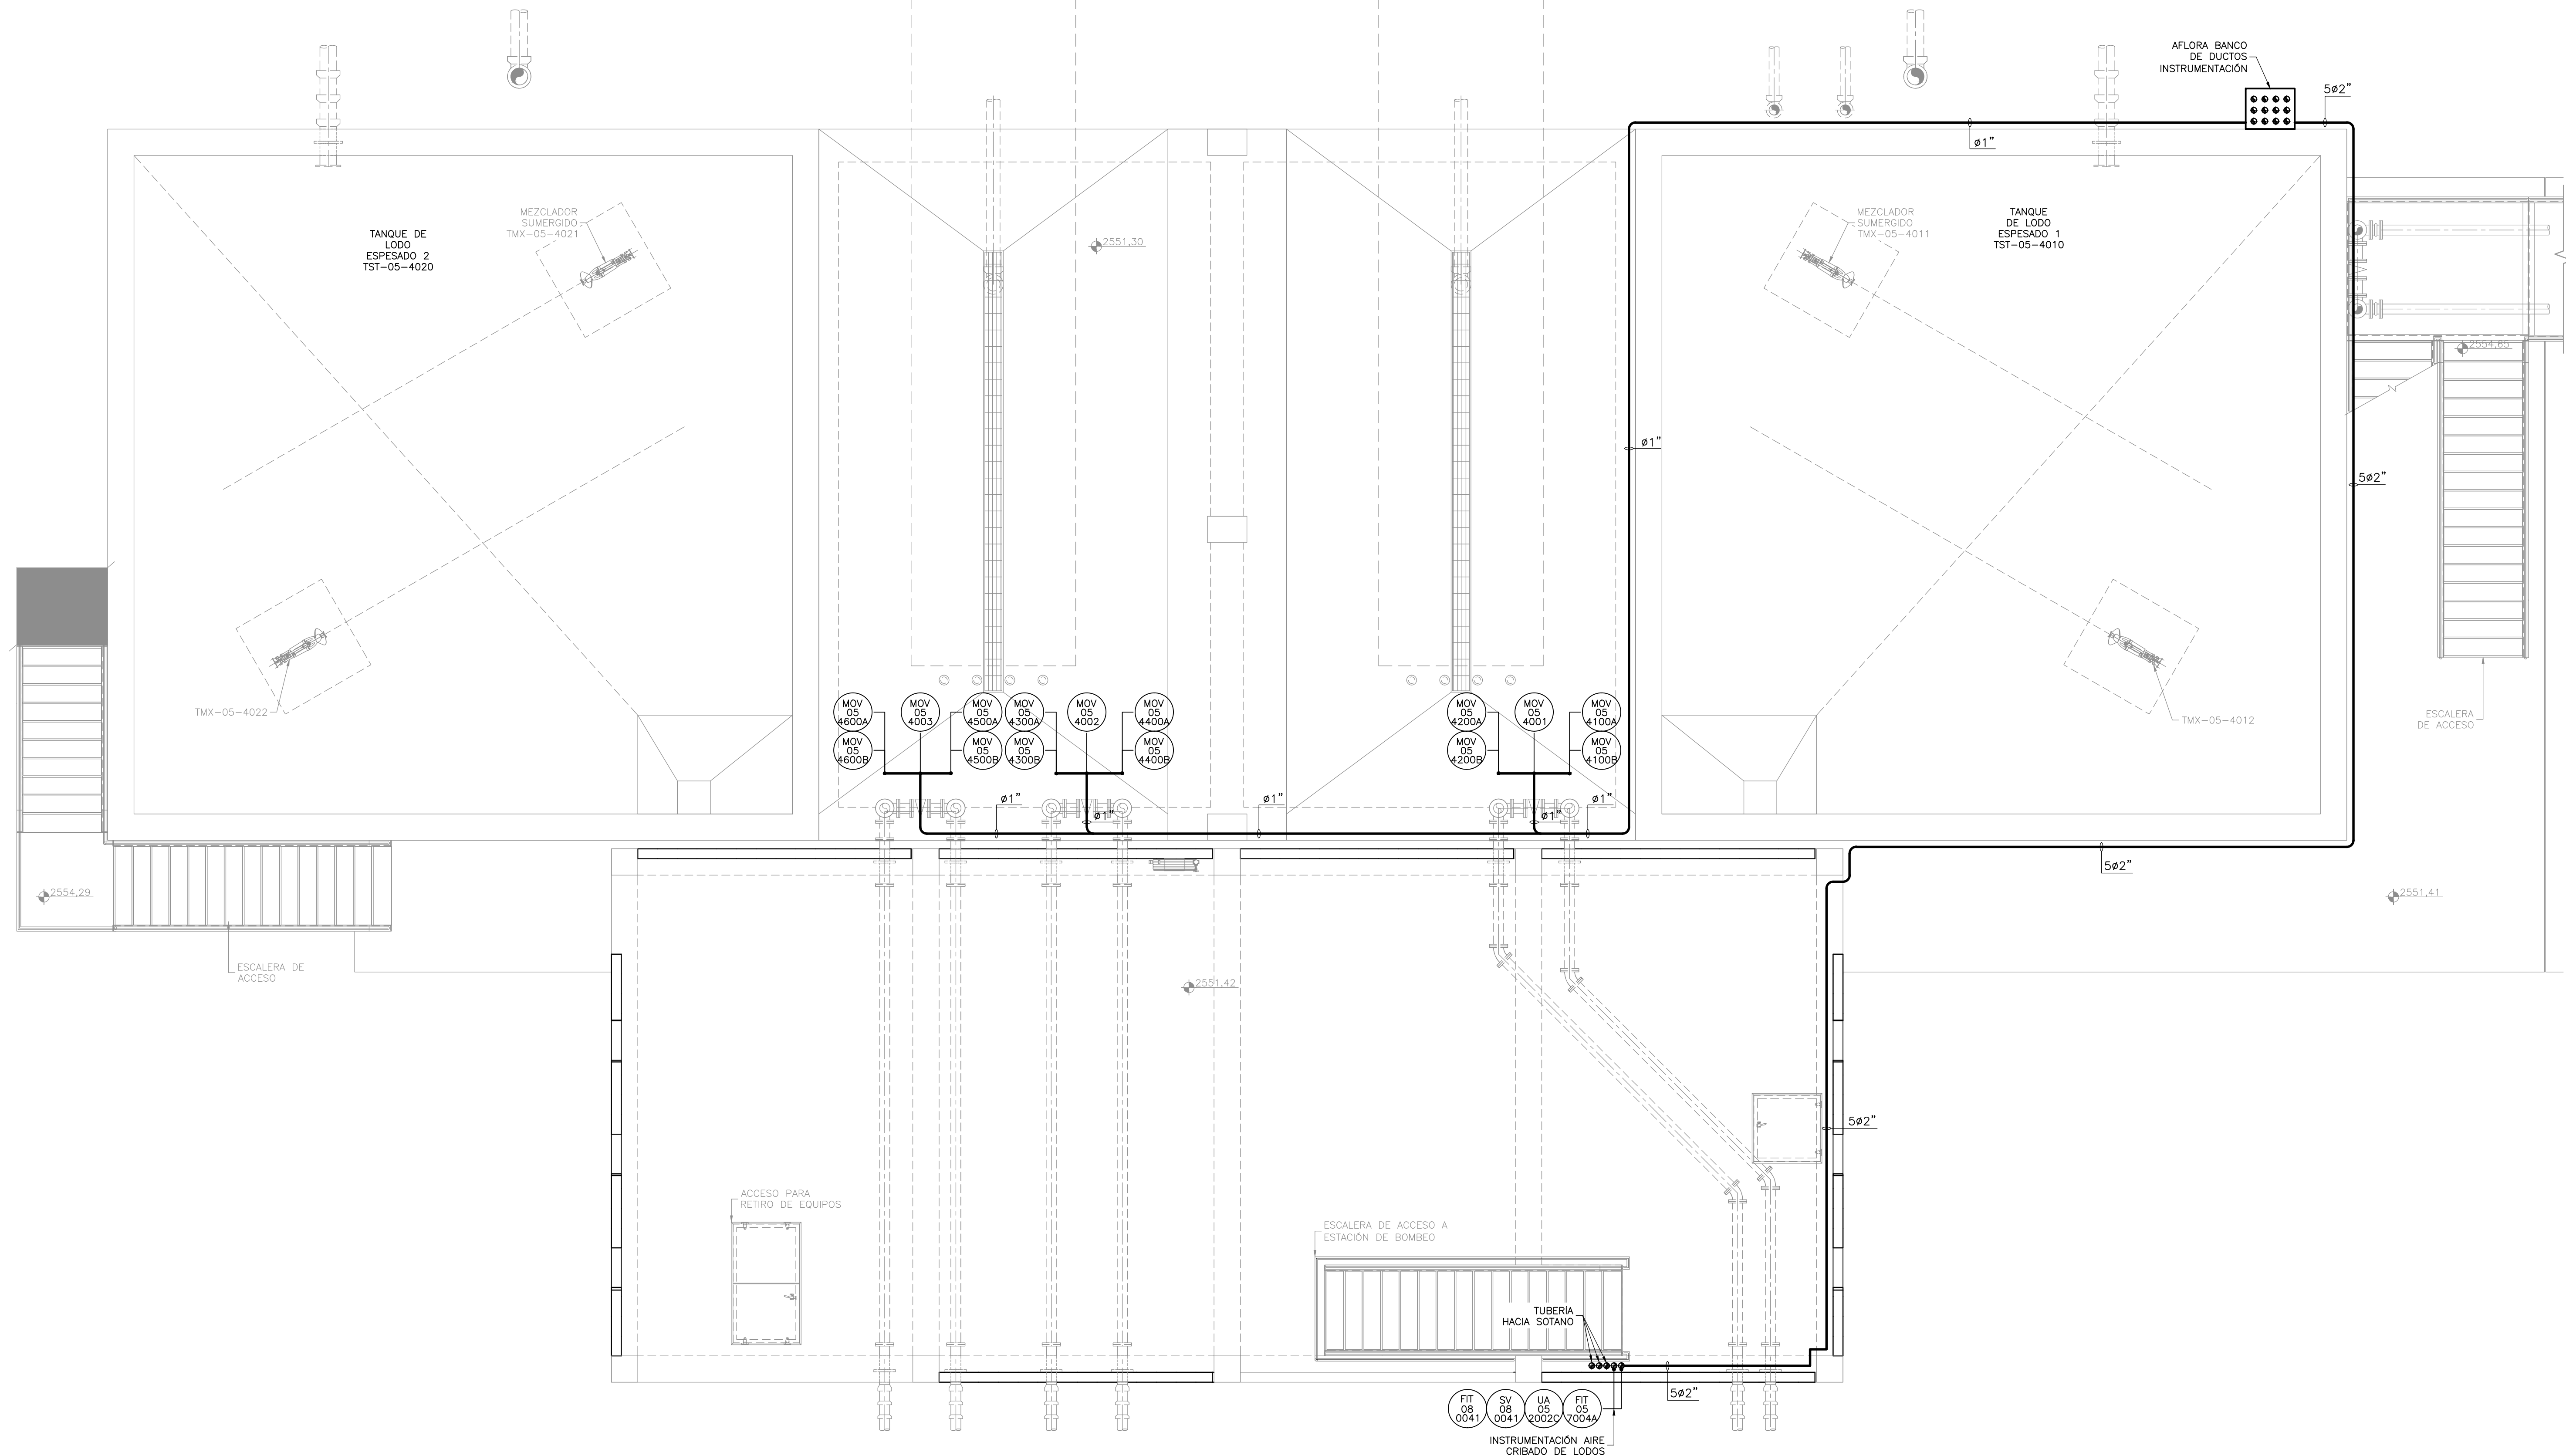 AFLORA BANCO
DE DUCTOS
INSTRUMENTACIÓN
5ø2"
ø1"
MEZCLADOR
SUMERGIDO
TMX-05-4021
TANQUE DE
LODO
ESPESADO 2
TST-05-4020
2551,30
MEZCLADOR
SUMERGIDO
TMX-05-4011
TANQUE
DE LODO
ESPESADO 1
TST-05-4010
2554,65
ø1"
5ø2"
TMX-05-4022
MOV
05
4600A
MOV
05
4003
MOV
05
4500A
MOV
05
4300A
MOV
05
4002
MOV
05
4400A
MOV
05
4200A
MOV
05
4001
MOV
05
4100A
TMX-05-4012
ESCALERA
DE ACCESO
MOV
05
4600B
MOV
05
4500B
MOV
05
4300B
MOV
05
4400B
MOV
05
4200B
MOV
05
4100B
ø1"
ø1"
ø1"
ø1"
ø1"
5ø2"
2554,29
2551,41
ESCALERA DE
ACCESO
2551,42
5ø2"
ACCESO PARA
RETIRO DE EQUIPOS
ESCALERA DE ACCESO A
ESTACIÓN DE BOMBEO
TUBERÍA
HACIA SOTANO
5ø2"
FIT
08
0041
SV
08
0041
UA
05
2002C
FIT
05
7004A
INSTRUMENTACIÓN AIRE
CRIBADO DE LODOS